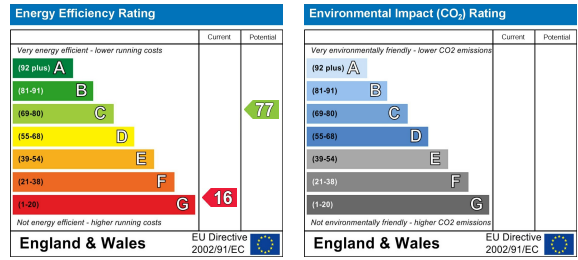 Energy Efficiency Rating
Current Potential
Very energy efficient - lower running costs
(92 plus) A
(81-91) B
(69-80) C
77
(55-68) D
(39-54) E
(21-38) F
(1-20) G
16
Not energy efficient - higher running costs
England & Wales
EU Directive
2002/91/EC
Environmental Impact (CO₂) Rating
Current Potential
Very environmentally friendly - lower CO2 emissions
(92 plus) A
(81-91) B
(69-80) C
(55-68) D
(39-54) E
(21-38) F
(1-20) G
Not environmentally friendly - higher CO2 emissions
England & Wales
EU Directive
2002/91/EC